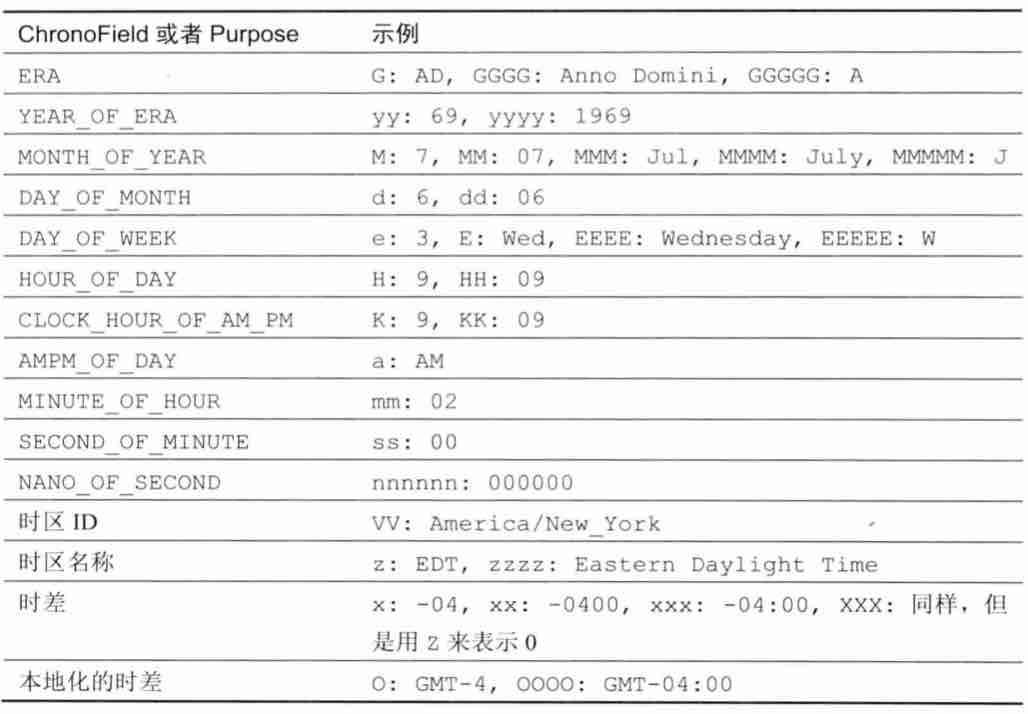 ChronoField 或者 Purpose 示例
ERA G: AD, GGGG: Anno Domini, GGGGG: A
YEAR_OF_ERA yy: 69, yyyy: 1969
MONTH_OF_YEAR M: 7, MM: 07, MMM: Jul, MMMM: July, MMMMM: J
DAY_OF_MONTH d: 6, dd: 06
DAY_OF_WEEK e: 3, E: Wed, EEEE: Wednesday, EEEEE: W
HOUR_OF_DAY H: 9, HH: 09
CLOCK_HOUR_OF_AM_PM K: 9, KK: 09
AMPM_OF_DAY a: AM
MINUTE_OF_HOUR mm: 02
SECOND_OF_MINUTE ss: 00
NANO_OF_SECOND nnnnnn: 000000
时区 ID VV: America/New_York
时区名称 z: EDT, zzzz: Eastern Daylight Time
时差 x: -04, xx: -0400, xxx: -04:00, XXX: 同样，但
是用 Z 来表示 0
本地化的时差 O: GMT-4, OOOO: GMT-04:00